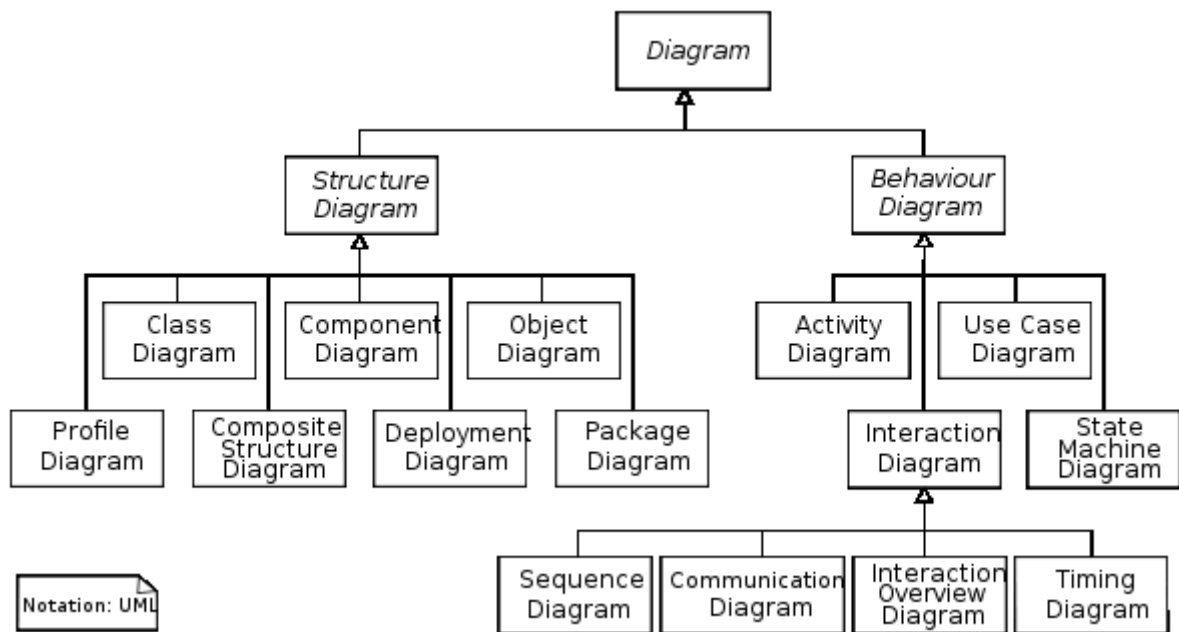 Diagram
Structure
Diagram
Behaviour
Diagram
Class
Diagram
Component
Diagram
Object
Diagram
Activity
Diagram
Use Case
Diagram
Profile
Diagram
Composite
Structure
Diagram
Deployment
Diagram
Package
Diagram
Interaction
Diagram
State
Machine
Diagram
Sequence
Diagram
Communication
Diagram
Interaction
Overview
Diagram
Timing
Diagram
Notation: UML